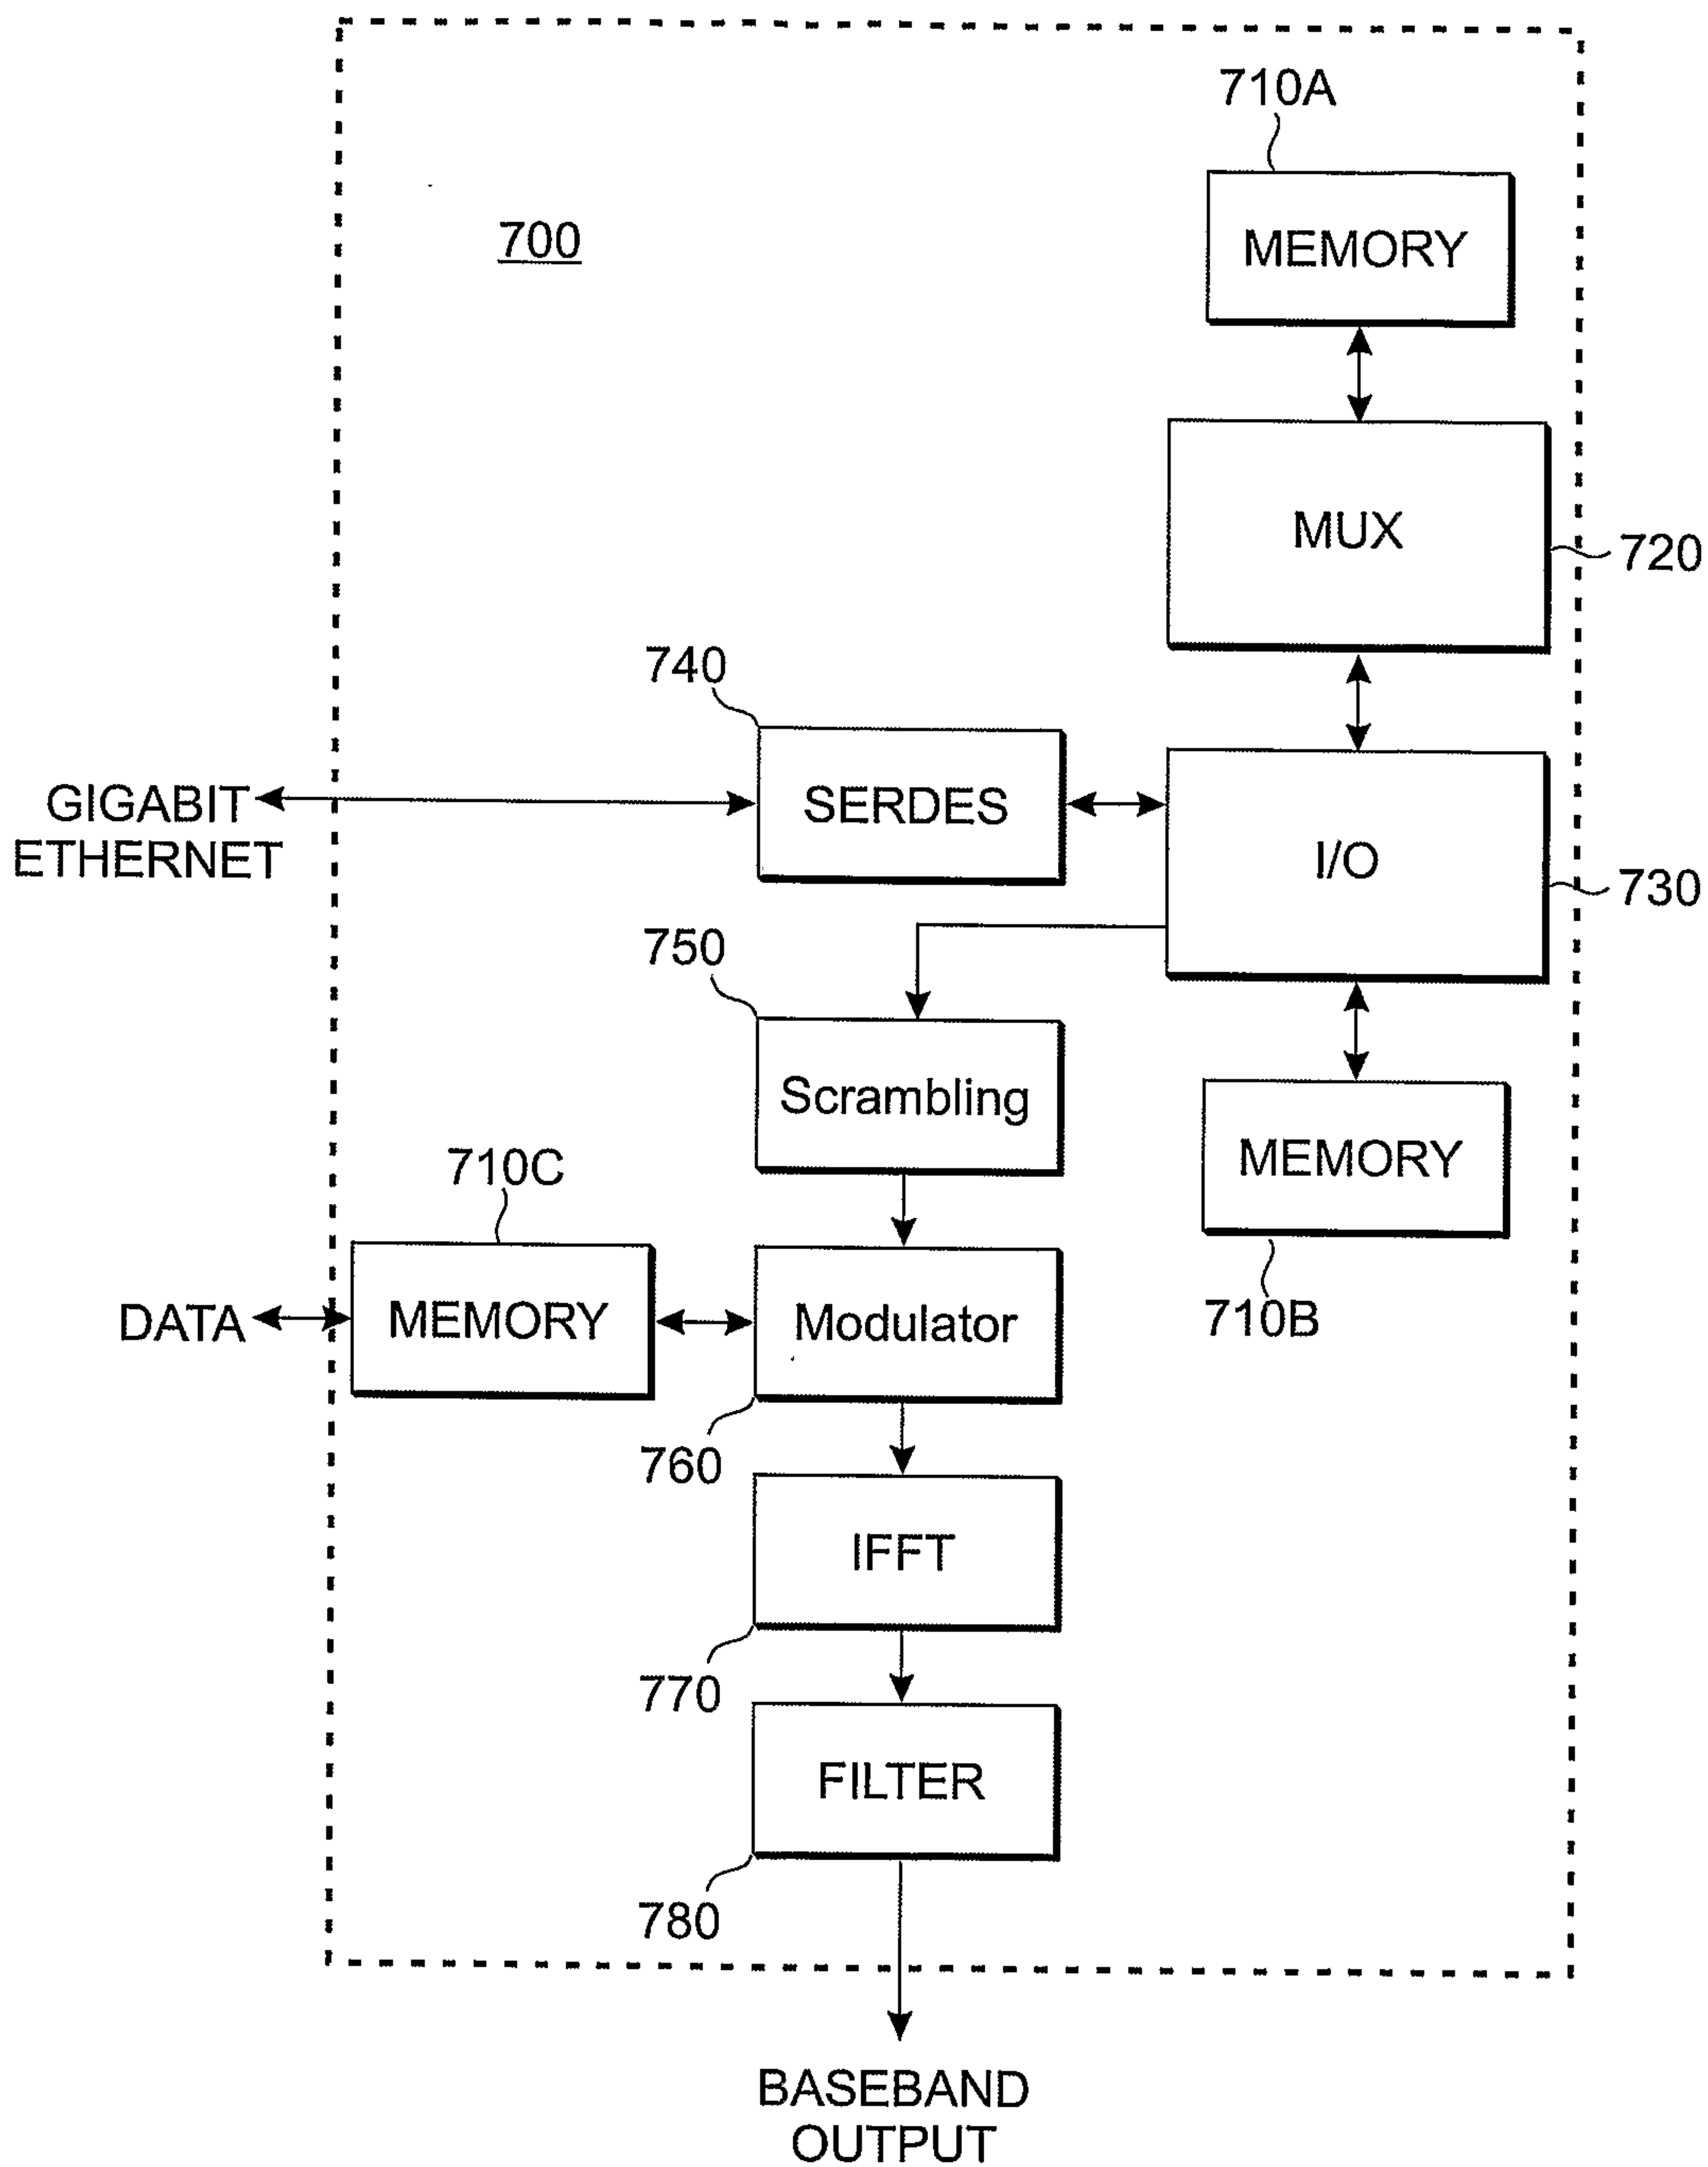 710A
700
MEMORY
MUX
720
740
GIGABIT
ETHERNET
SERDES
I/O
730
750
Scrambling
710C
MEMORY
710B
DATA
MEMORY
Modulator
760
IFFT
770
FILTER
780
BASEBAND
OUTPUT